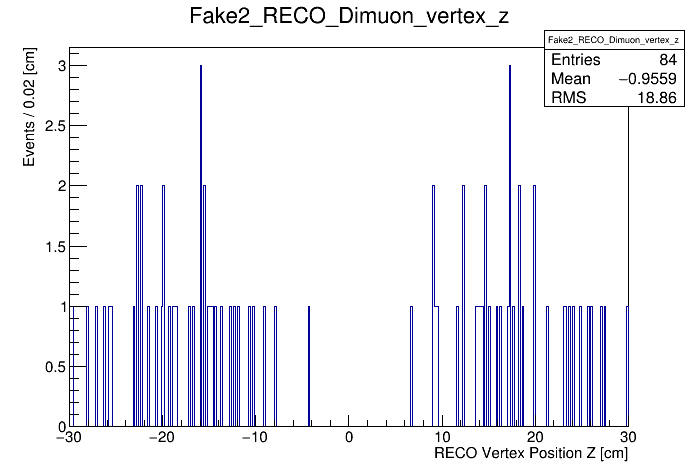 Fake2_RECO_Dimuon_vertex_z
Fake2_RECO_Dimuon_vertex_z
Entries 84
Mean −0.9559
RMS 18.86
Events / 0.02 [cm]
3
2.5
2
1.5
1
0.5
0
−30 −20 −10 0 10 20 30
RECO Vertex Position Z [cm]